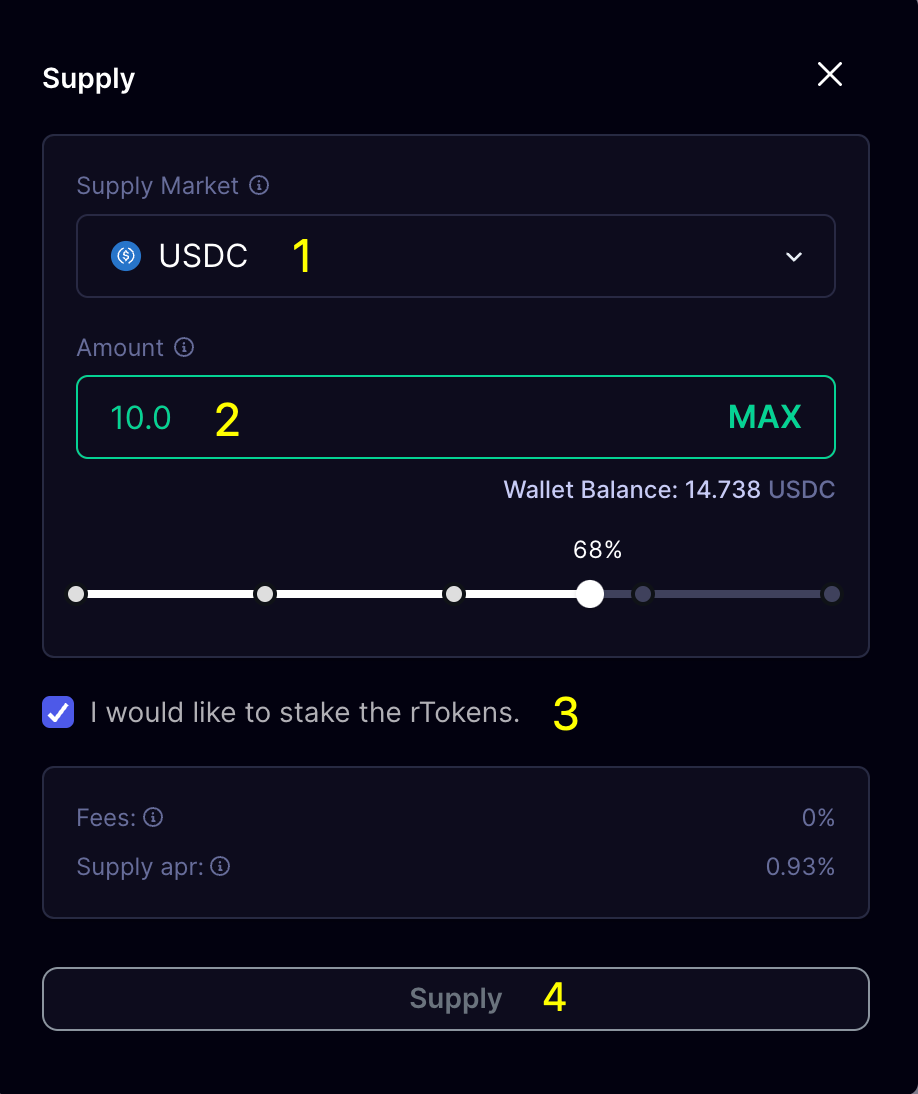 Supply
Supply Market
USDC 1
Amount
10.0 2 MAX
Wallet Balance: 14.738 USDC
68%
I would like to stake the rTokens. 3
Fees: 0%
Supply apr: 0.93%
Supply 4